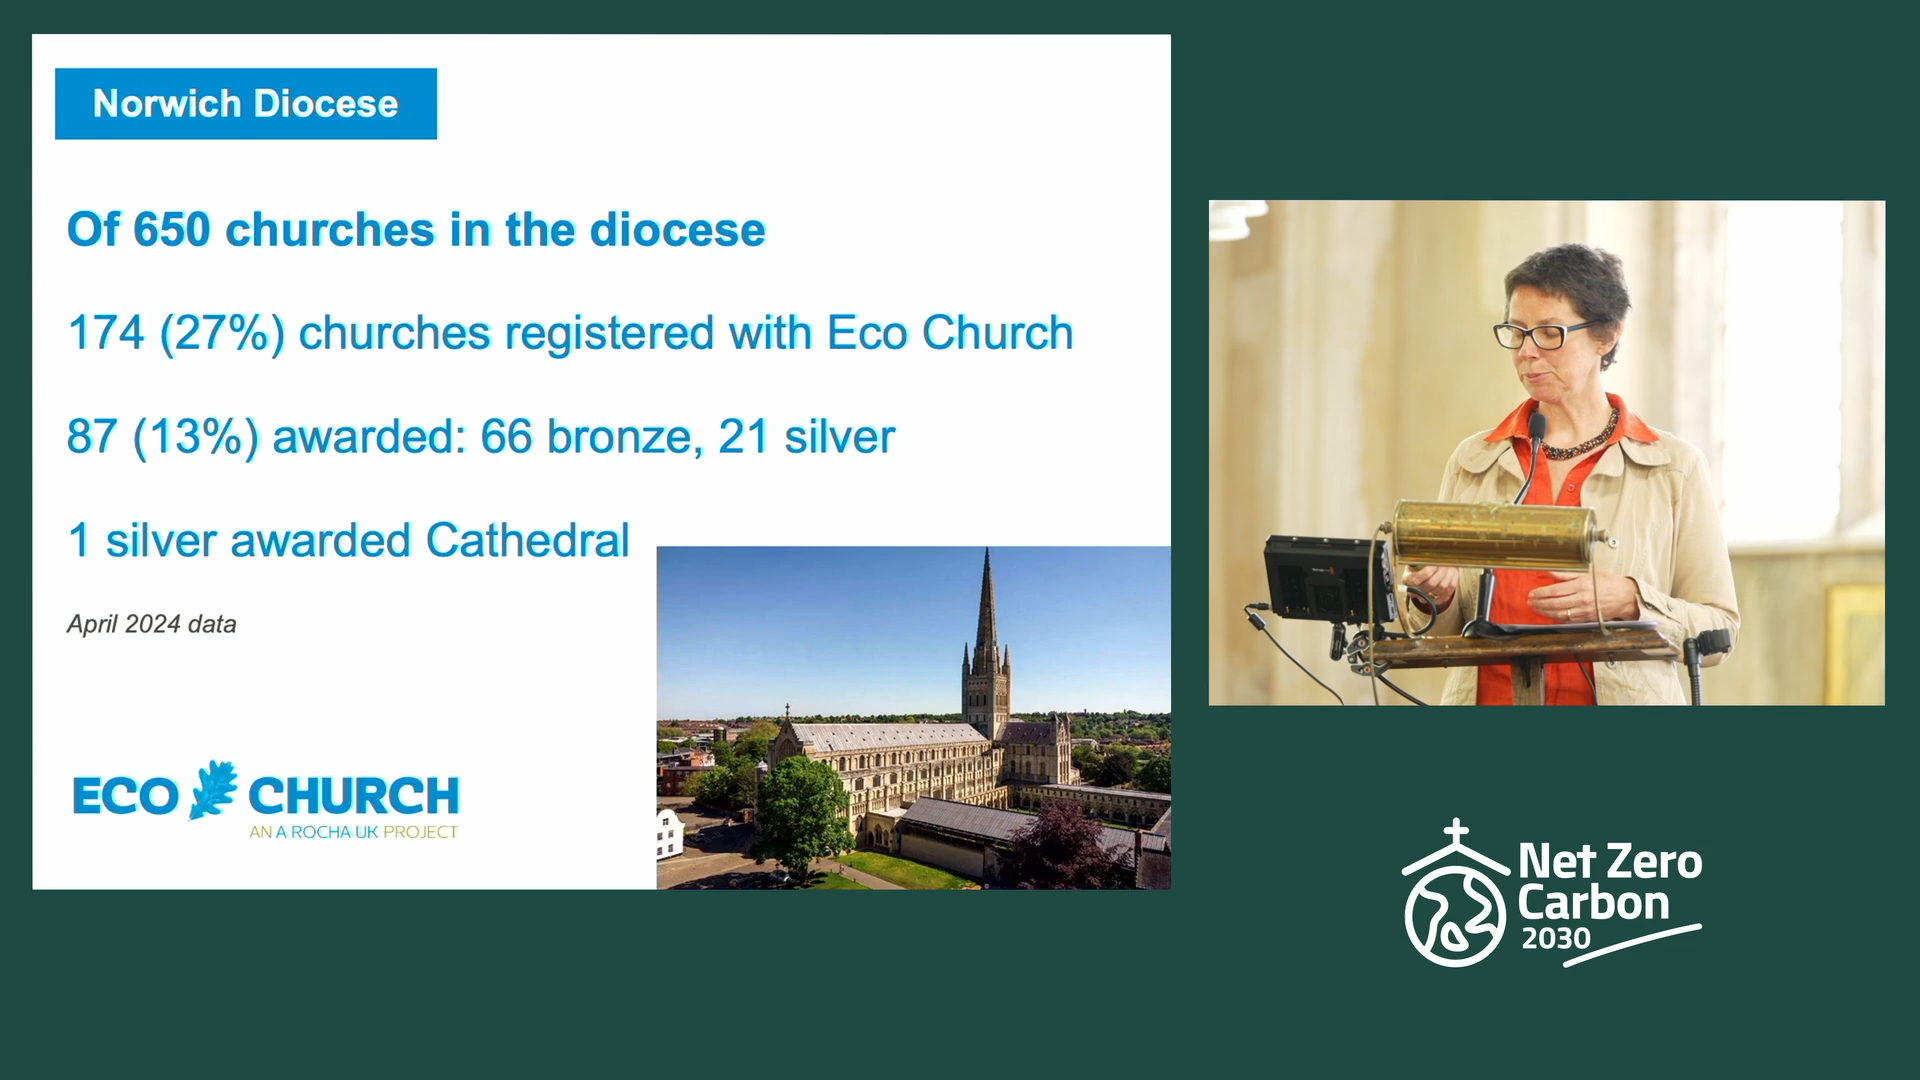 Norwich Diocese
Of 650 churches in the diocese
174 (27%) churches registered with Eco Church
87 (13%) awarded: 66 bronze, 21 silver
1 silver awarded Cathedral
April 2024 data
ECO CHURCH
AN A ROCHA UK PROJECT
Net Zero
Carbon
2030